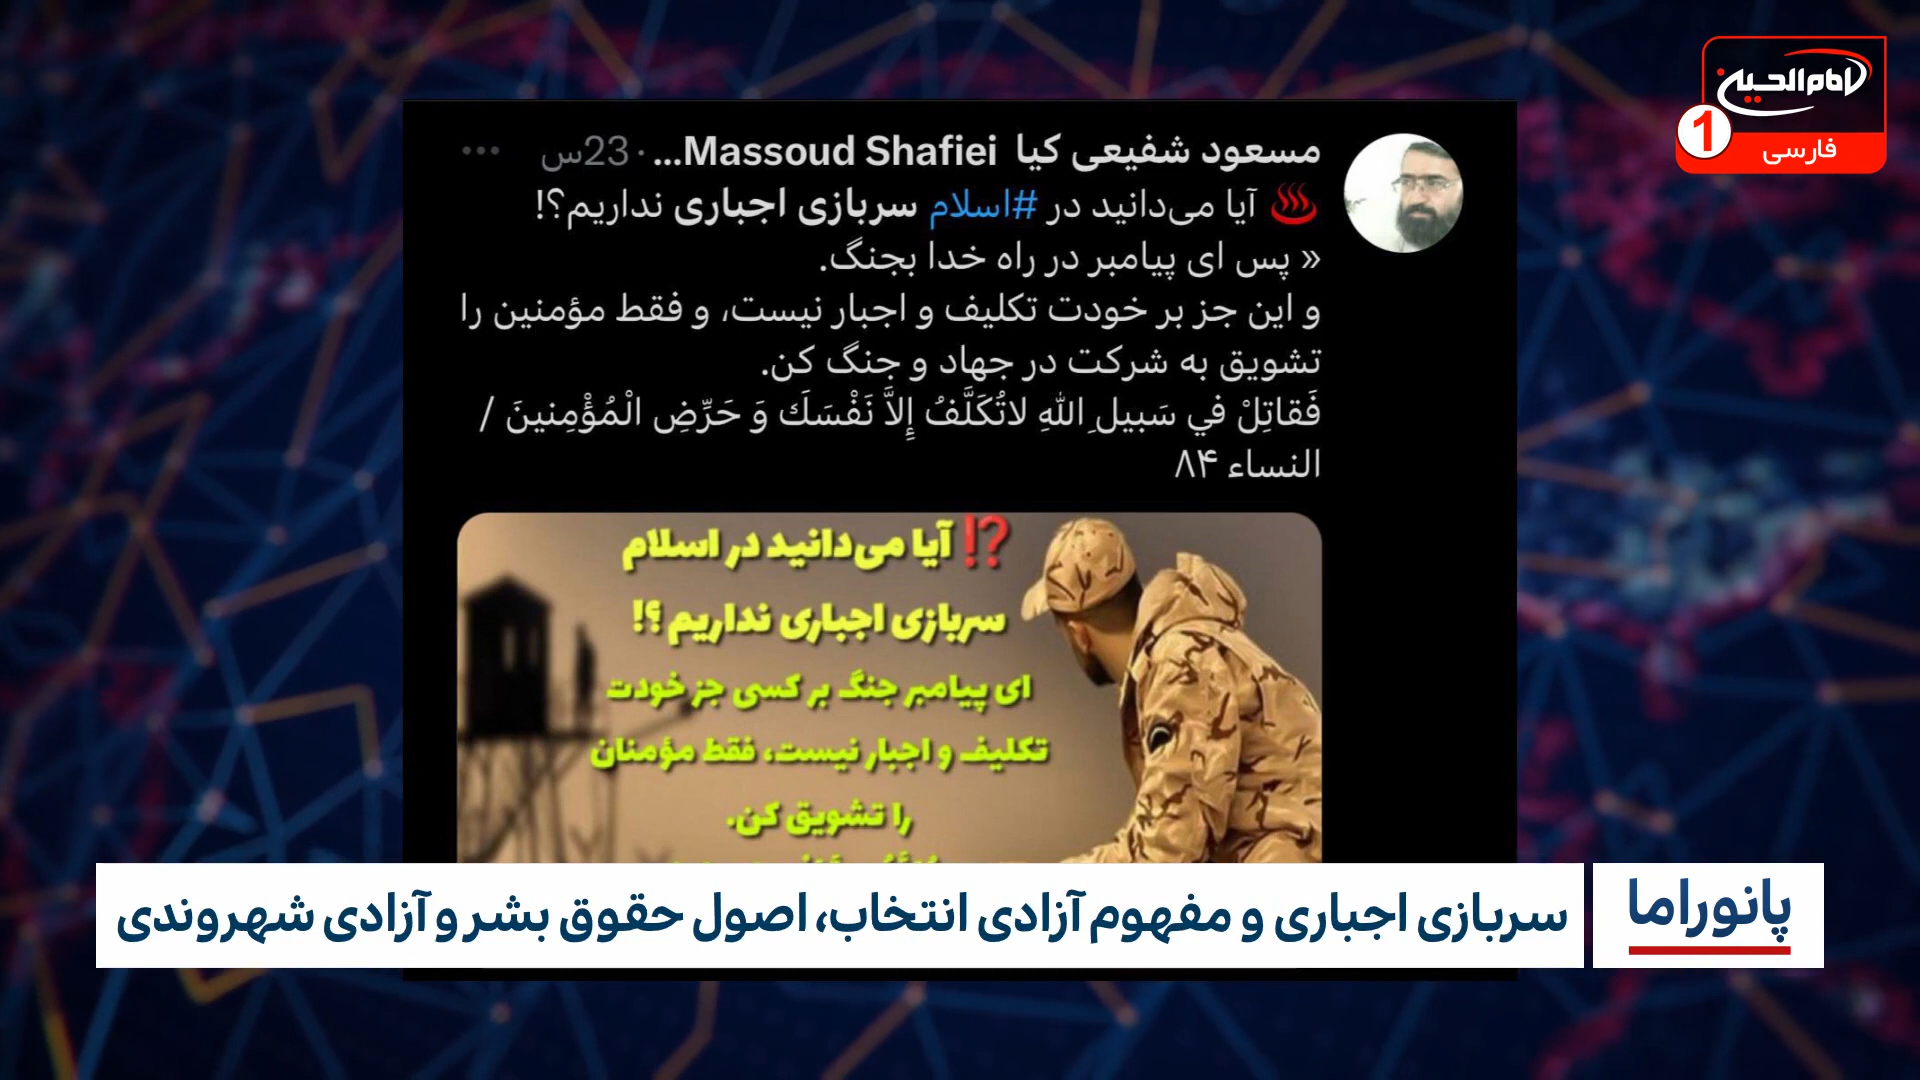 امام الحسین
1
فارسی
مسعود شفیعی کیا Massoud Shafiei... · 23س
♨️ آیا می‌دانید در #اسلام سربازی اجباری نداریم؟!
« پس ای پیامبر در راه خدا بجنگ.
و این جز بر خودت تکلیف و اجبار نیست، و فقط مؤمنین را
تشویق به شرکت در جهاد و جنگ کن.
فَقاتِلْ في سَبيلِ اللهِ لاتُكَلَّفُ إِلاَّ نَفْسَكَ وَ حَرِّضِ الْمُؤْمِنينَ /
النساء ۸۴
⁉️ آیا می‌دانید در اسلام
سربازی اجباری نداریم ؟!
ای پیامبر جنگ بر کسی جز خودت
تکلیف و اجبار نیست، فقط مؤمنان
را تشویق کن.
پانوراما
سربازی اجباری و مفهوم آزادی انتخاب، اصول حقوق بشر و آزادی شهروندی